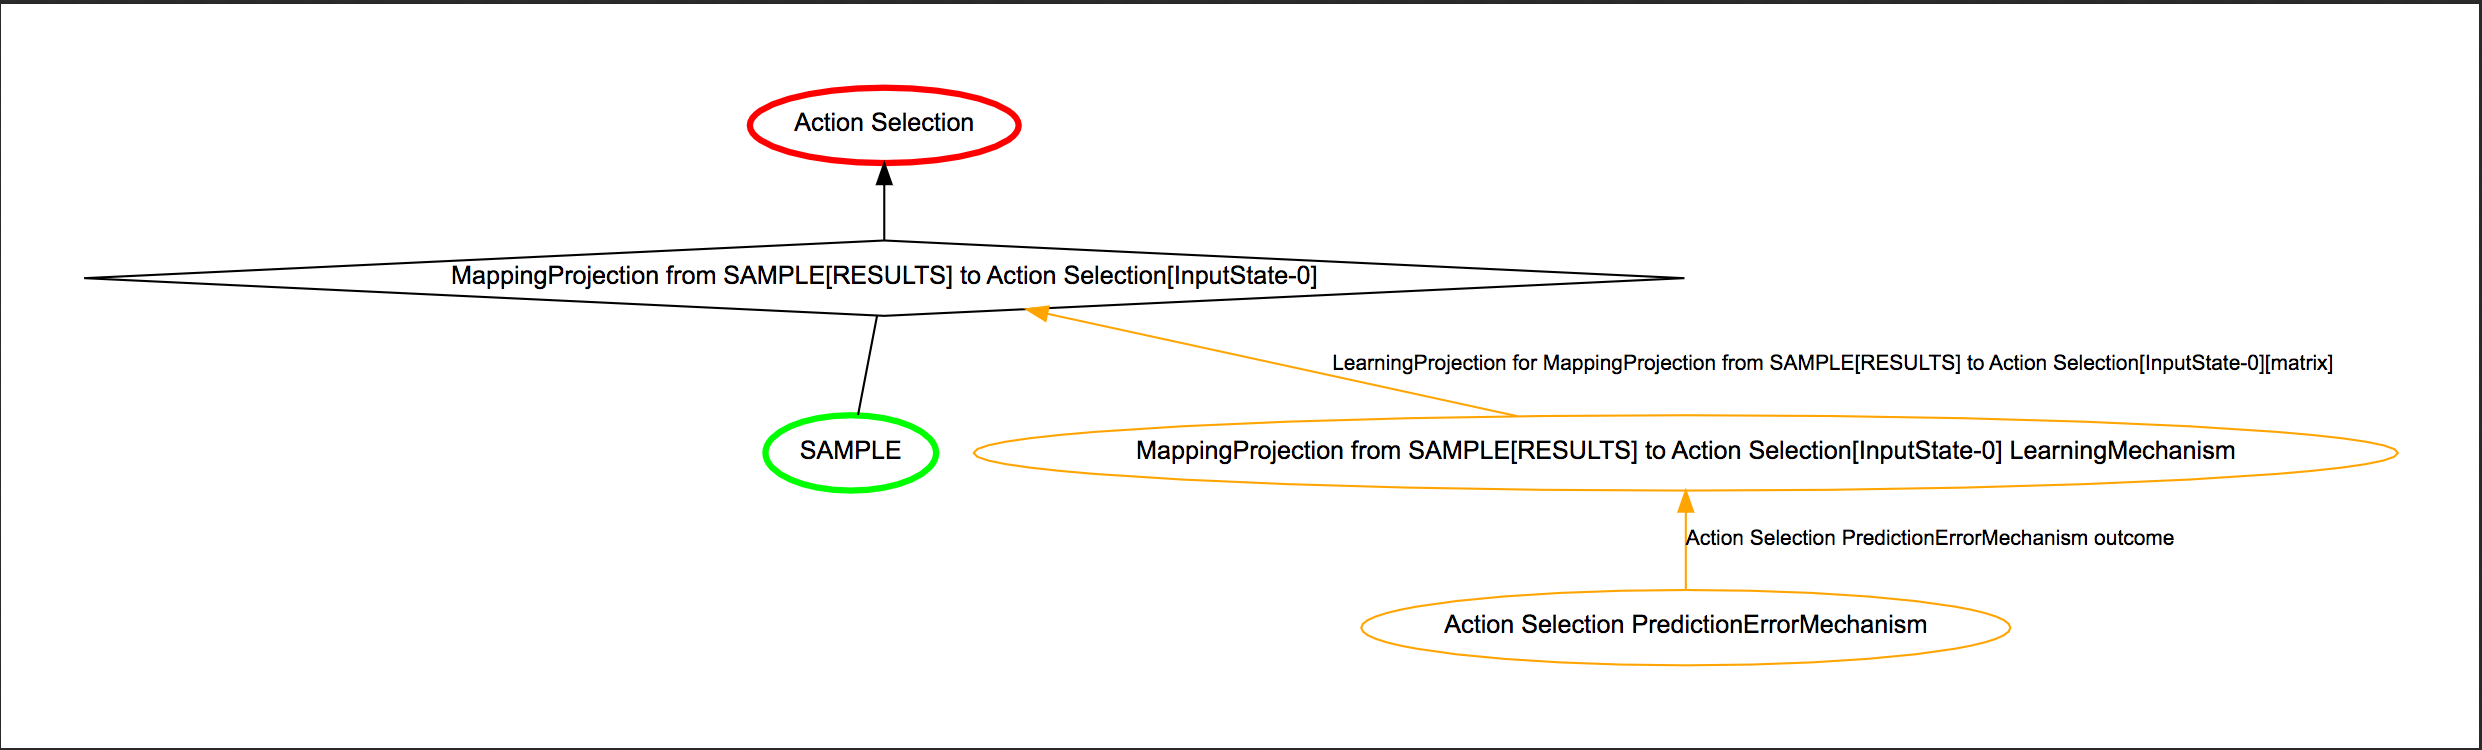 Action Selection
MappingProjection from SAMPLE[RESULTS] to Action Selection[InputState-0]
LearningProjection for MappingProjection from SAMPLE[RESULTS] to Action Selection[InputState-0][matrix]
SAMPLE
MappingProjection from SAMPLE[RESULTS] to Action Selection[InputState-0] LearningMechanism
Action Selection PredictionErrorMechanism outcome
Action Selection PredictionErrorMechanism